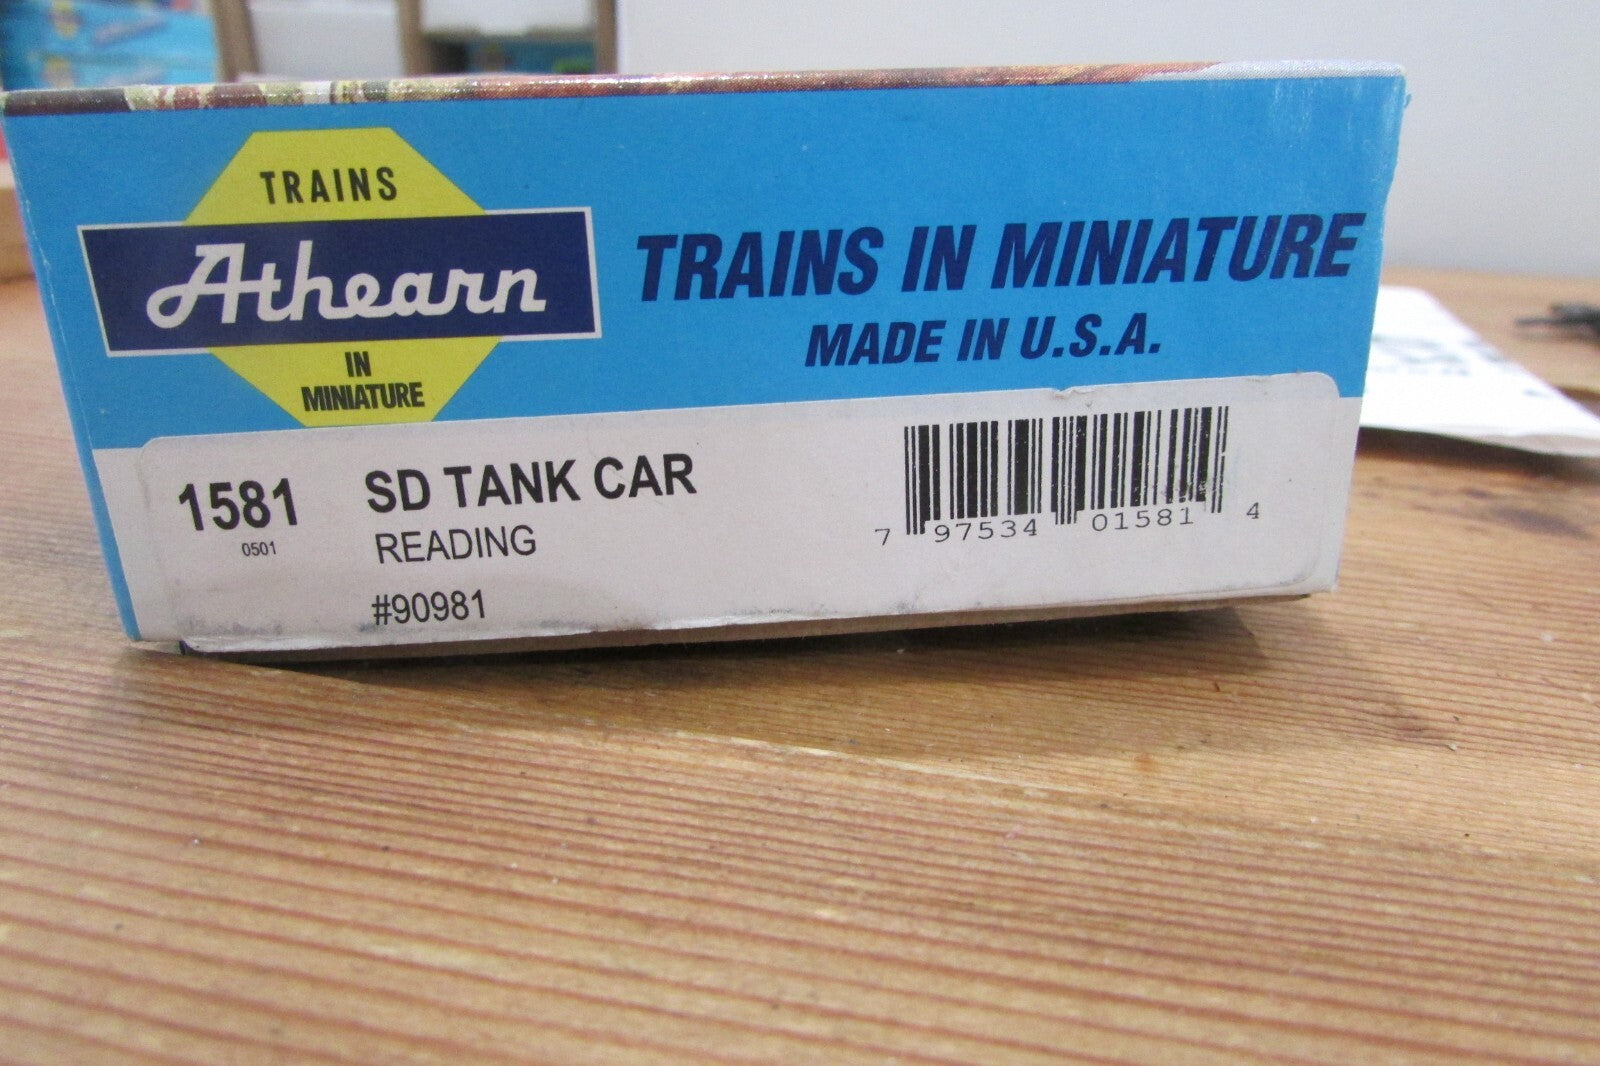 TRAINS
Athearn
IN
MINIATURE
TRAINS IN MINIATURE
MADE IN U.S.A.
1581
0501
SD TANK CAR
READING
#90981
7 97534 01581 4